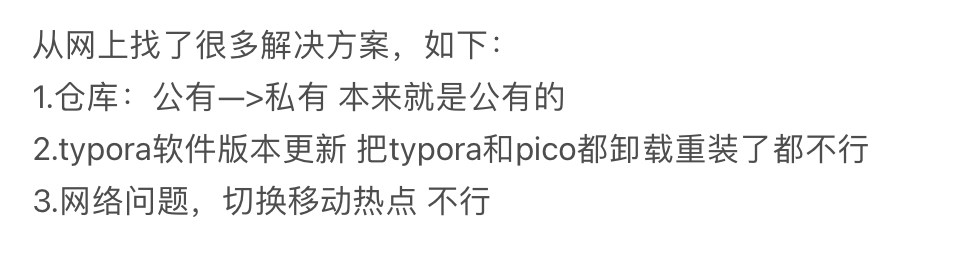 从网上找了很多解决方案，如下：
1.仓库：公有—>私有 本来就是公有的
2.typora软件版本更新 把typora和pico都卸载重装了都不行
3.网络问题，切换移动热点 不行